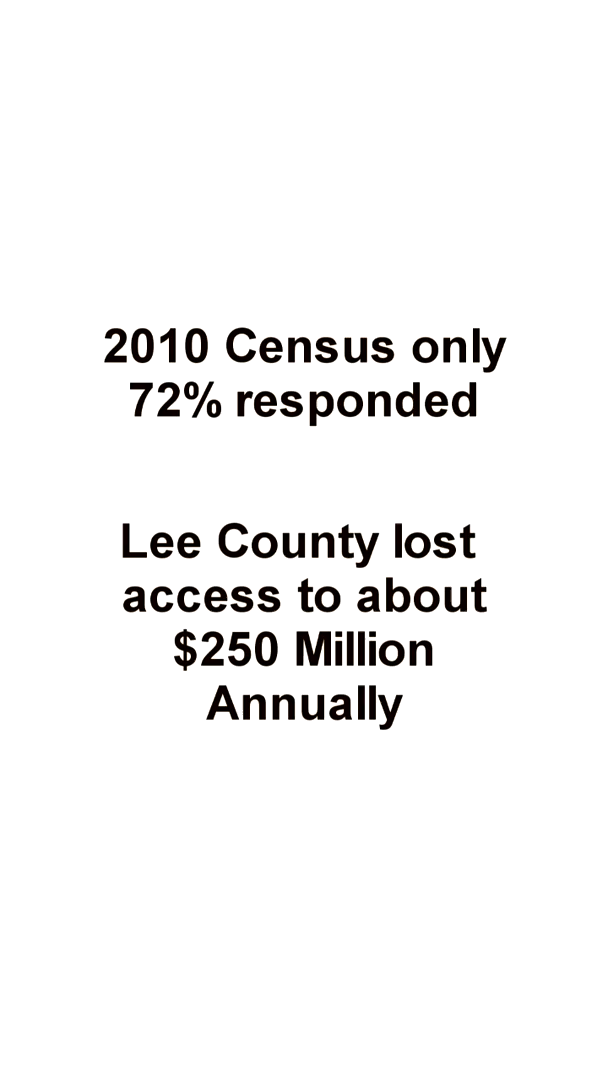 2010 Census only
72% responded
Lee County lost
access to about
$250 Million
Annually